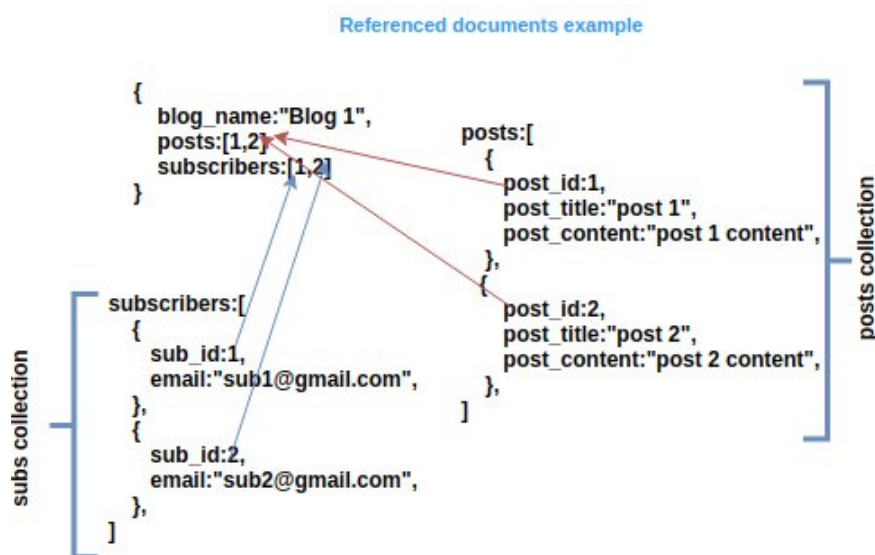 Referenced documents example
{
blog_name:"Blog 1",
posts:[1,2]
subscribers:[1,2]
}
posts:[
{
post_id:1,
post_title:"post 1",
post_content:"post 1 content",
},
{
post_id:2,
post_title:"post 2",
post_content:"post 2 content",
},
]
posts collection
subscribers:[
{
sub_id:1,
email:"sub1@gmail.com",
},
{
sub_id:2,
email:"sub2@gmail.com",
},
]
subs collection